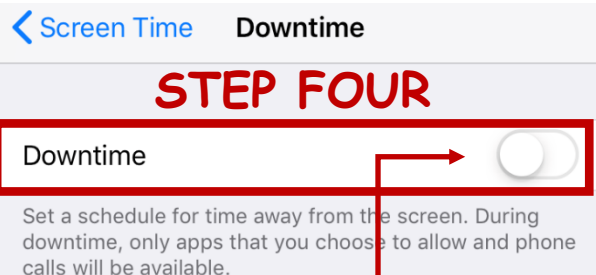 Screen Time Downtime
STEP FOUR
Downtime
Set a schedule for time away from the screen. During
downtime, only apps that you choose to allow and phone
calls will be available.